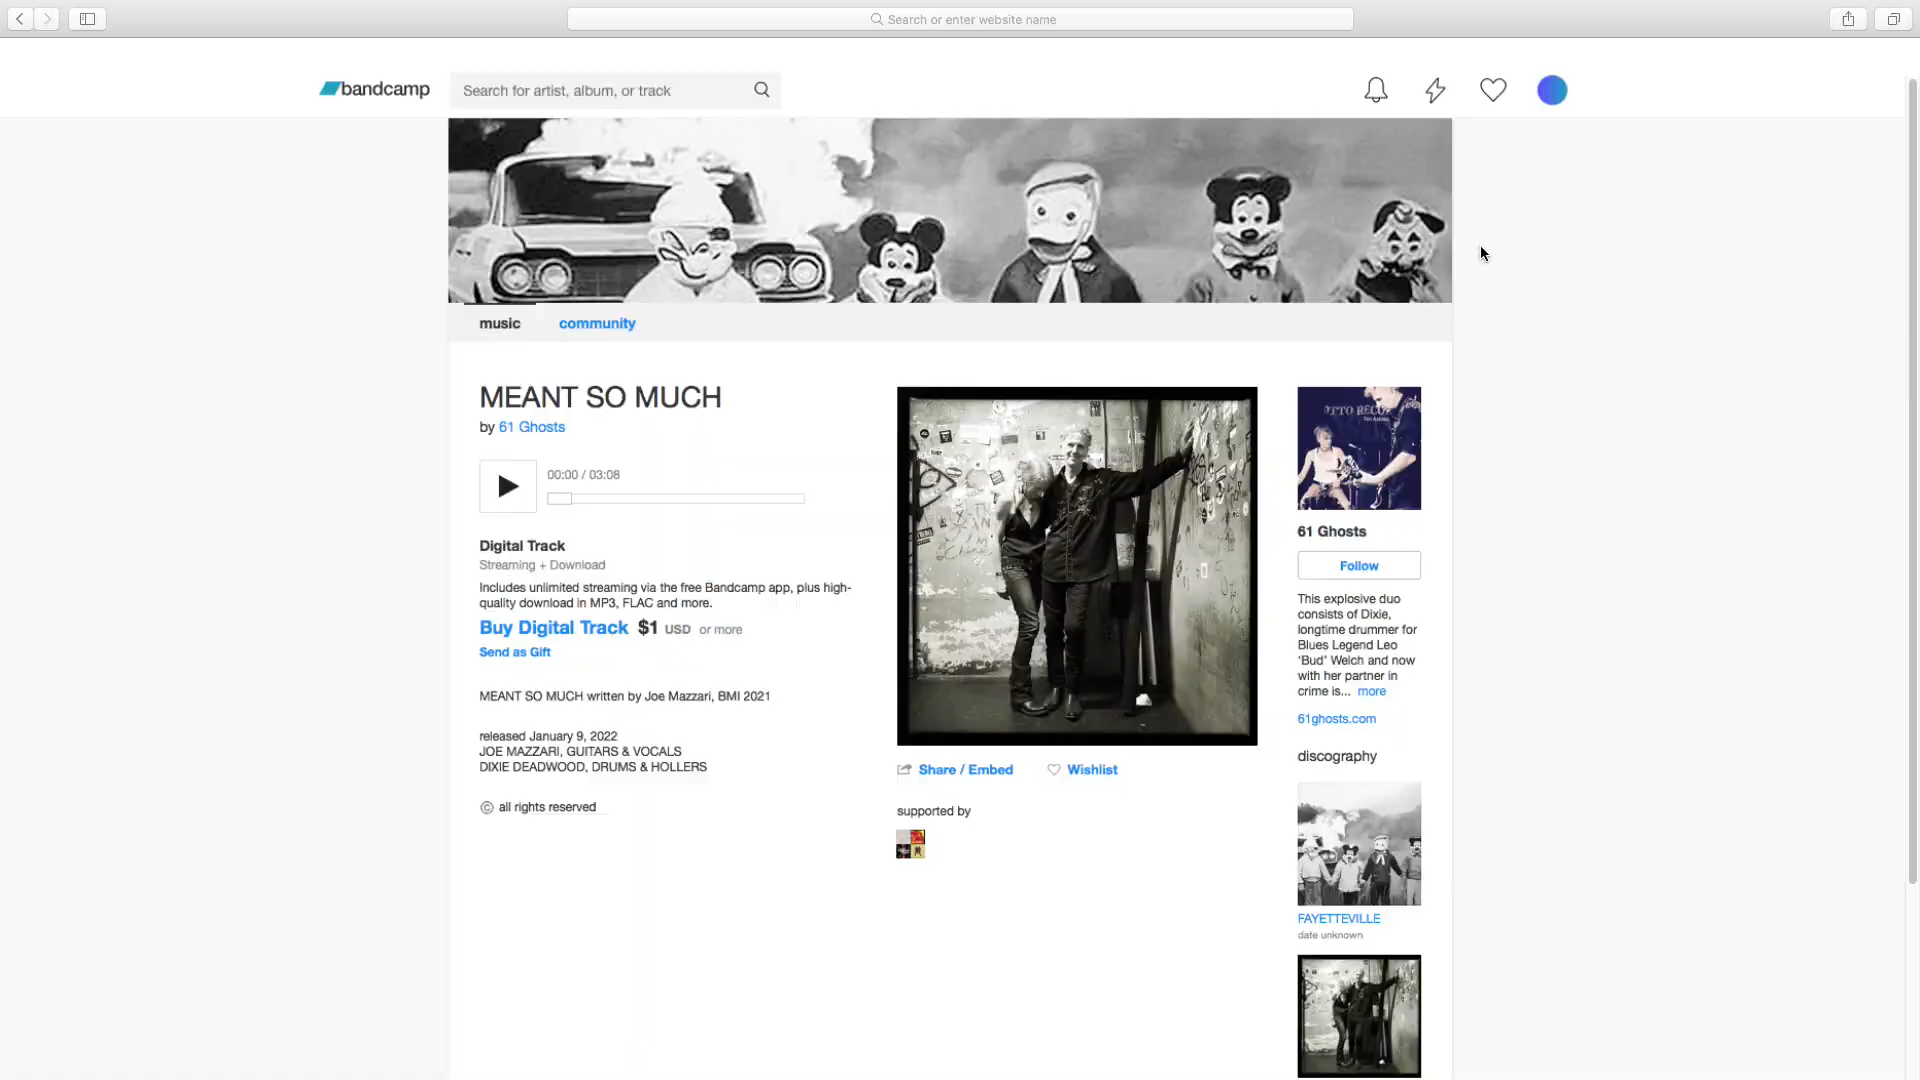 Search or enter website name
bandcamp
Search for artist, album, or track
music
community
MEANT SO MUCH
by 61 Ghosts
00:00 / 03:08
Digital Track
Streaming + Download
Includes unlimited streaming via the free Bandcamp app, plus high-
quality download in MP3, FLAC and more.
Buy Digital Track $1 USD or more
Send as Gift
MEANT SO MUCH written by Joe Mazzari, BMI 2021
released January 9, 2022
JOE MAZZARI, GUITARS & VOCALS
DIXIE DEADWOOD, DRUMS & HOLLERS
© all rights reserved
Share / Embed
Wishlist
supported by
61 Ghosts
Follow
This explosive duo
consists of Dixie,
longtime drummer for
Blues Legend Leo
‘Bud’ Welch and now
with her partner in
crime is... more
61ghosts.com
discography
FAYETTEVILLE
date unknown